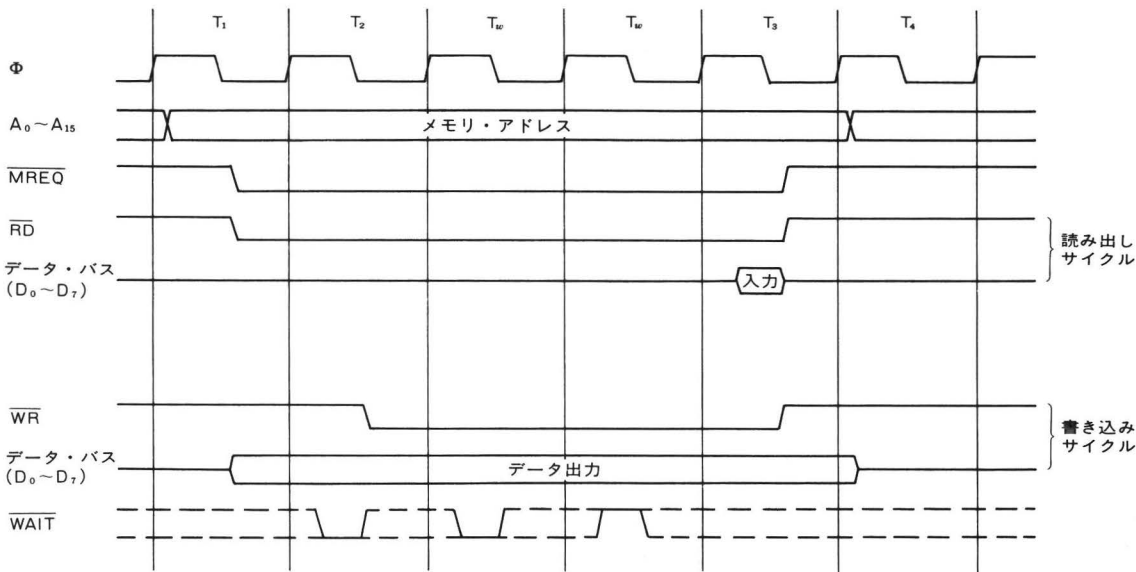 T₁ T₂ T𝑤 T𝑤 T₃ T₄
Φ
A₀～A₁₅
メモリ・アドレス
MREQ
RD
読み出し
サイクル
データ・バス
(D₀～D₇)
入力
WR
書き込み
サイクル
データ・バス
(D₀～D₇)
データ出力
WAIT